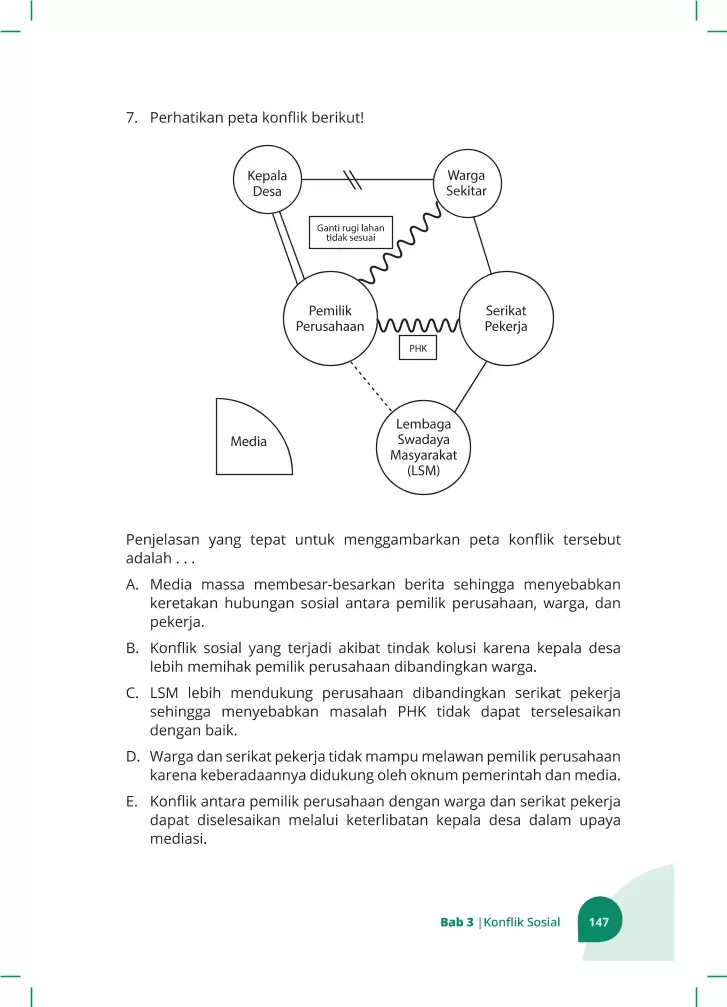 7. Perhatikan peta konflik berikut!
Kepala
Desa
Warga
Sekitar
Ganti rugi lahan
tidak sesuai
Pemilik
Perusahaan
Serikat
Pekerja
PHK
Media
Lembaga
Swadaya
Masyarakat
(LSM)
Penjelasan yang tepat untuk menggambarkan peta konflik tersebut
adalah . . .
A. Media massa membesar-besarkan berita sehingga menyebabkan
keretakan hubungan sosial antara pemilik perusahaan, warga, dan
pekerja.
B. Konflik sosial yang terjadi akibat tindak kolusi karena kepala desa
lebih memihak pemilik perusahaan dibandingkan warga.
C. LSM lebih mendukung perusahaan dibandingkan serikat pekerja
sehingga menyebabkan masalah PHK tidak dapat terselesaikan
dengan baik.
D. Warga dan serikat pekerja tidak mampu melawan pemilik perusahaan
karena keberadaannya didukung oleh oknum pemerintah dan media.
E. Konflik antara pemilik perusahaan dengan warga dan serikat pekerja
dapat diselesaikan melalui keterlibatan kepala desa dalam upaya
mediasi.
Bab 3 |Konflik Sosial 147